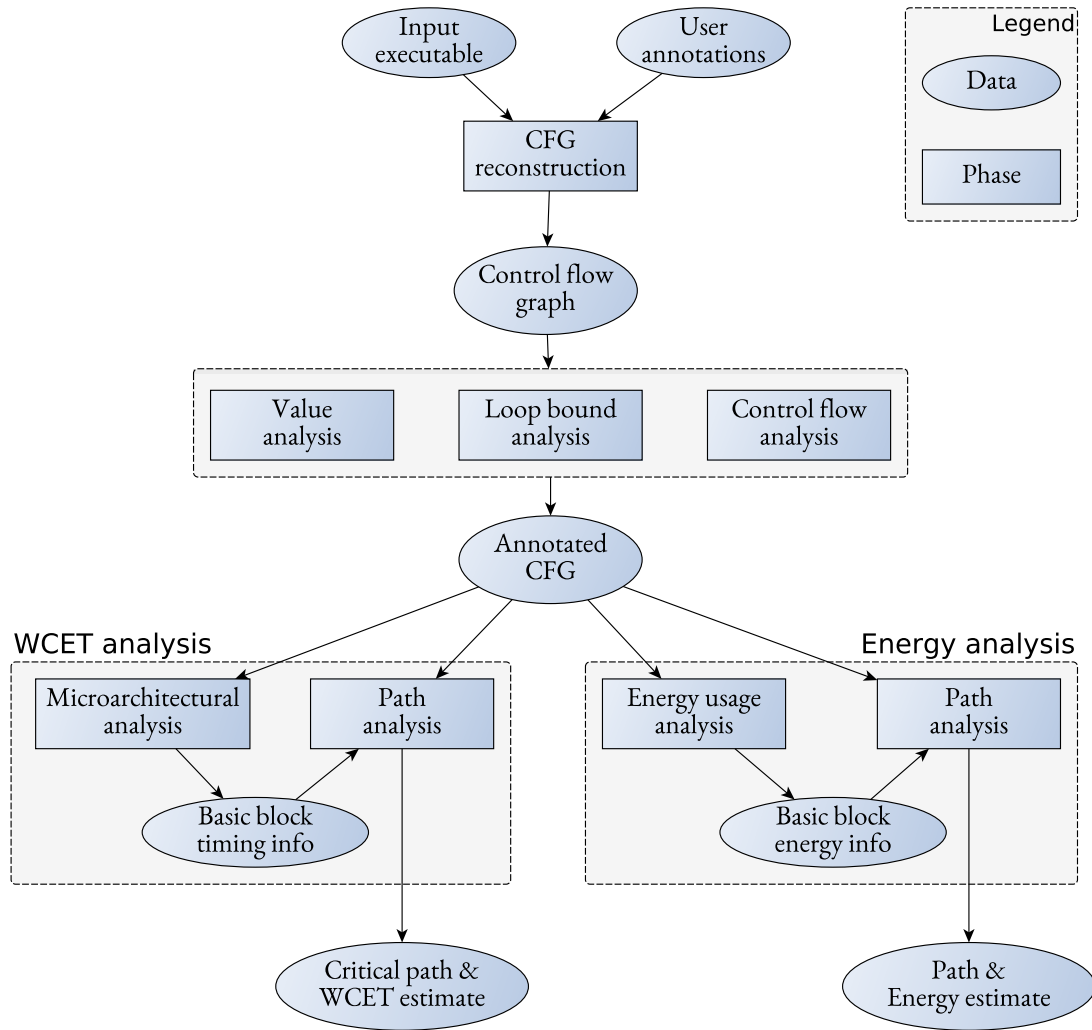 Input
executable
User
annotations
Legend
Data
Phase
CFG
reconstruction
Control flow
graph
Value
analysis
Loop bound
analysis
Control flow
analysis
Annotated
CFG
WCET analysis
Microarchitectural
analysis
Path
analysis
Basic block
timing info
Energy analysis
Energy usage
analysis
Path
analysis
Basic block
energy info
Critical path &
WCET estimate
Path &
Energy estimate